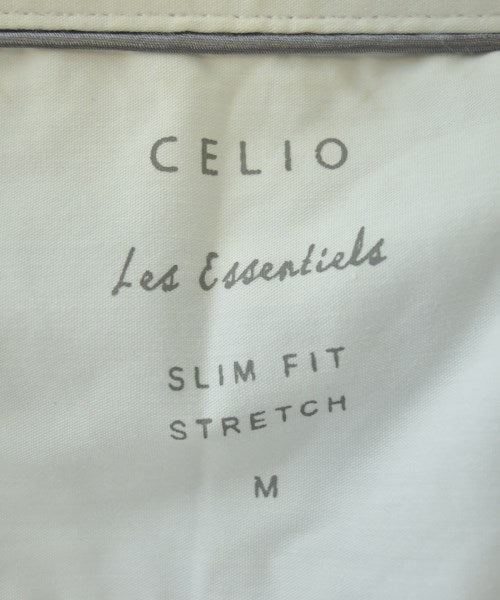 CELIO
Les Essentiels
SLIM FIT
STRETCH
M